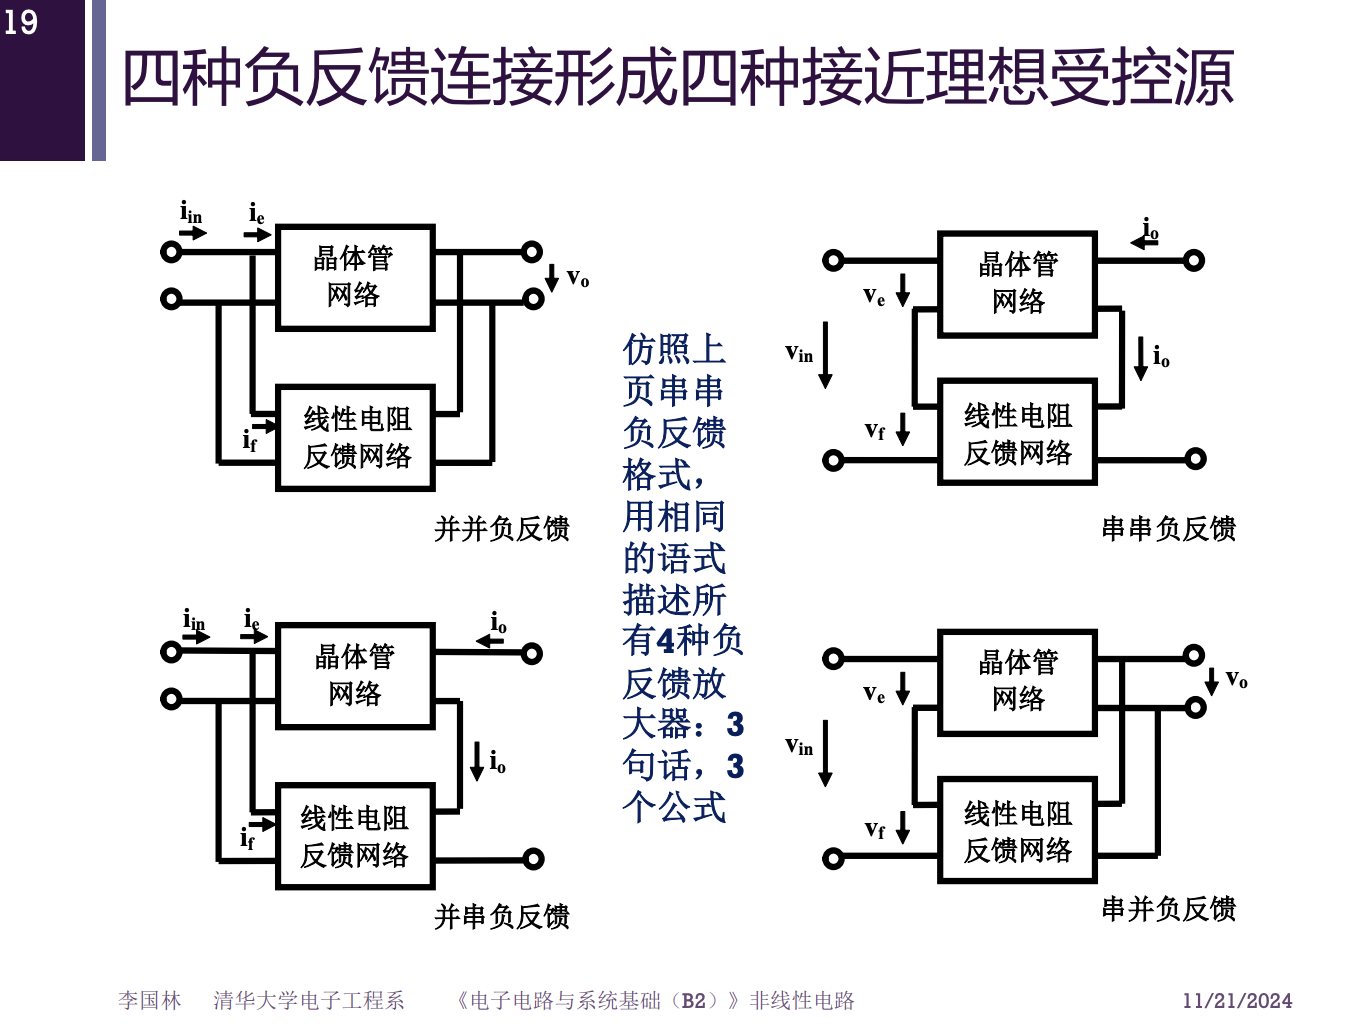 19
四种负反馈连接形成四种接近理想受控源
i_in
i_e
晶体管
网络
v_o
线性电阻
反馈网络
i_f
并并负反馈
i_o
晶体管
网络
v_e
v_in
i_o
线性电阻
反馈网络
v_f
串串负反馈
仿照上
页串串
负反馈
格式，
用相同
的语式
描述所
有4种负
反馈放
大器：3
句话，3
个公式
i_in
i_e
i_o
晶体管
网络
i_o
线性电阻
反馈网络
i_f
并串负反馈
晶体管
网络
v_e
v_o
v_in
线性电阻
反馈网络
v_f
串并负反馈
李国林 清华大学电子工程系 《电子电路与系统基础（B2）》非线性电路 11/21/2024